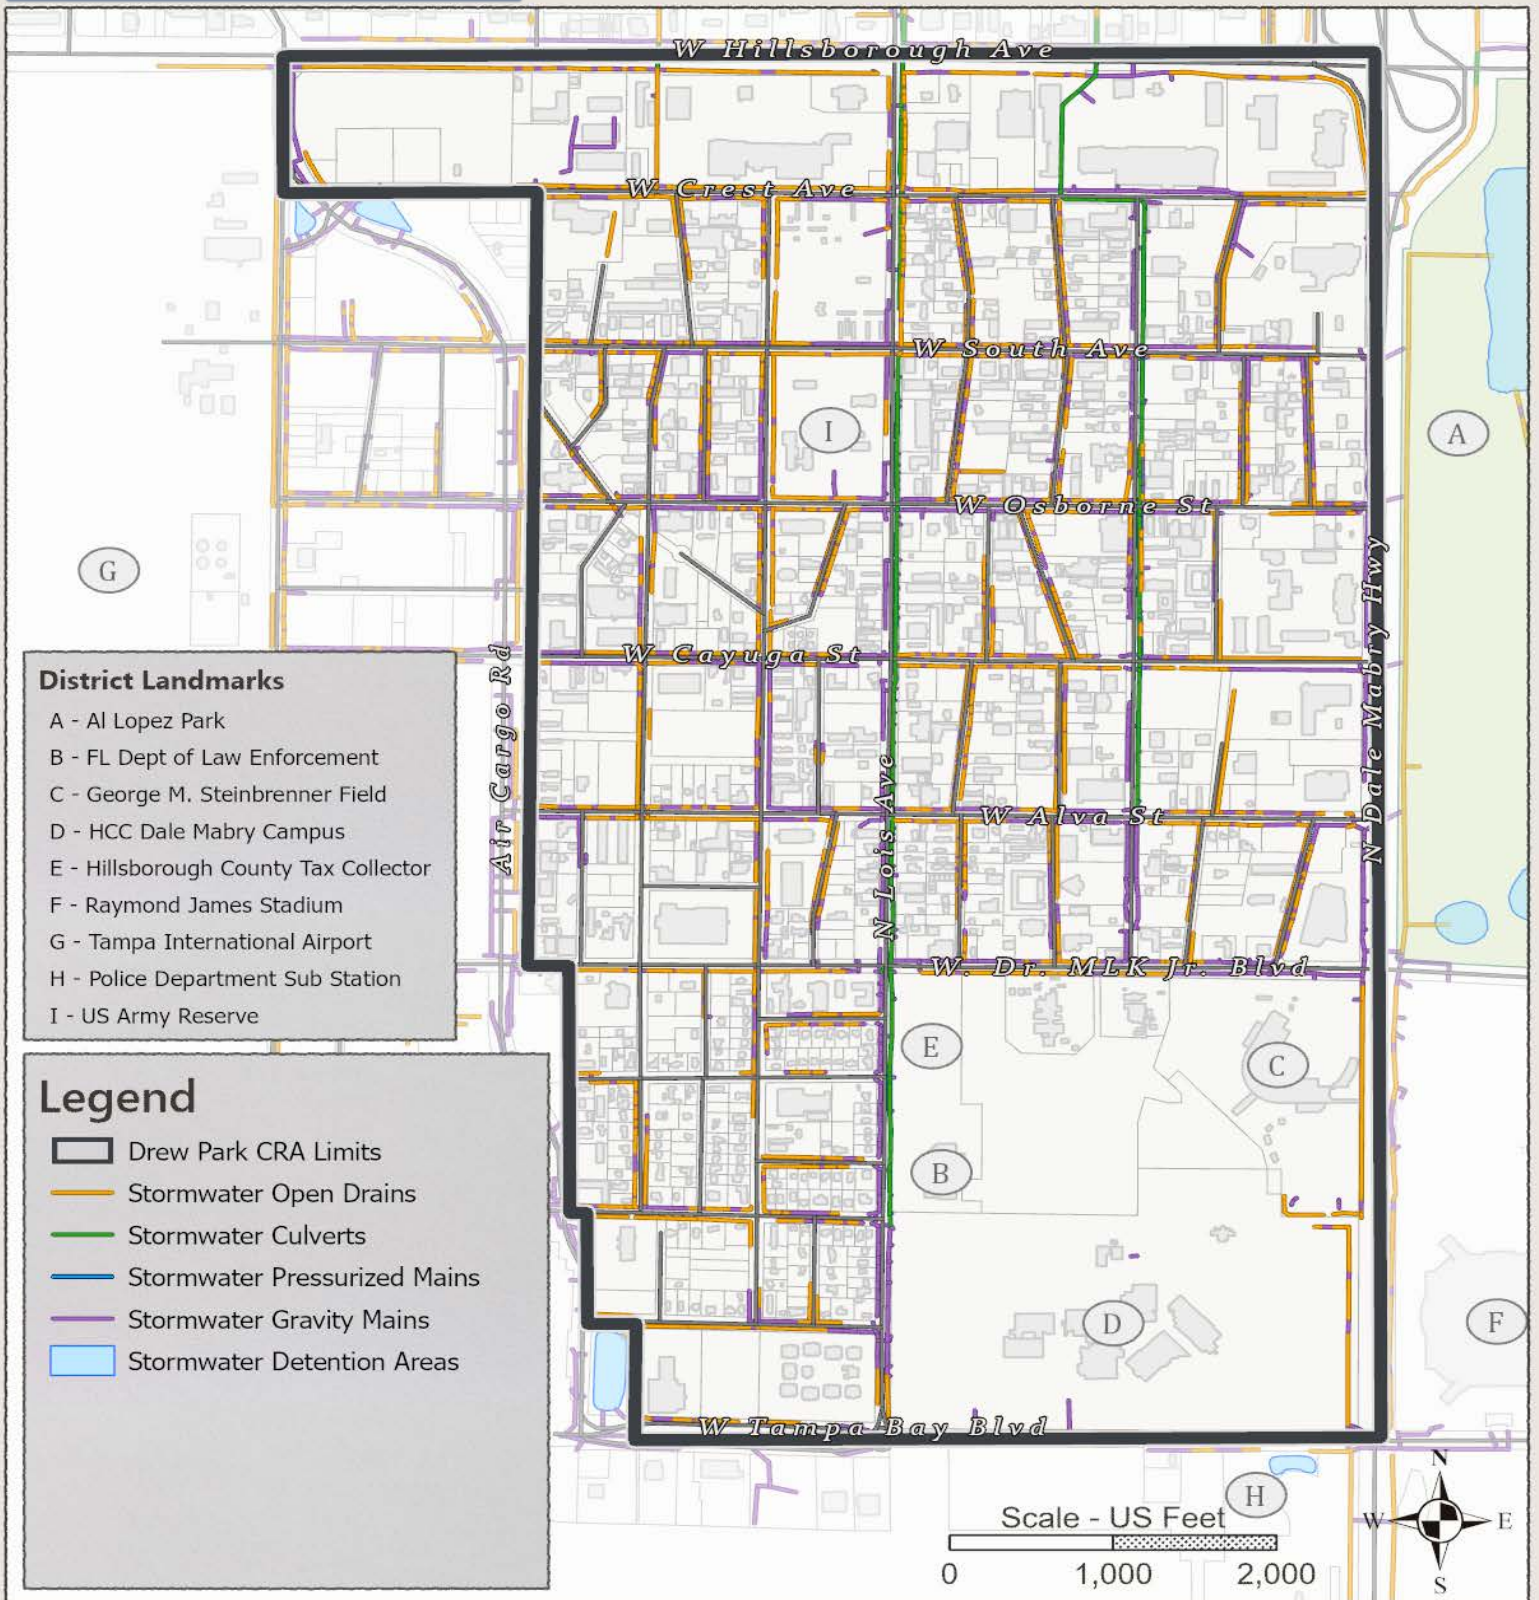 W Hillsborough Ave
W Crest Ave
W South Ave
I
A
W Osborne St
G
W Cayuga St
N Dale Mabry Hwy
Air Cargo Rd
N Lois Ave
W Alva St
W. Dr. MLK Jr. Blvd
District Landmarks
A - Al Lopez Park
B - FL Dept of Law Enforcement
C - George M. Steinbrenner Field
D - HCC Dale Mabry Campus
E - Hillsborough County Tax Collector
F - Raymond James Stadium
G - Tampa International Airport
H - Police Department Sub Station
I - US Army Reserve
E
C
B
D
F
Legend
Drew Park CRA Limits
Stormwater Open Drains
Stormwater Culverts
Stormwater Pressurized Mains
Stormwater Gravity Mains
Stormwater Detention Areas
W Tampa Bay Blvd
H
Scale - US Feet
0 1,000 2,000
N
W E
S